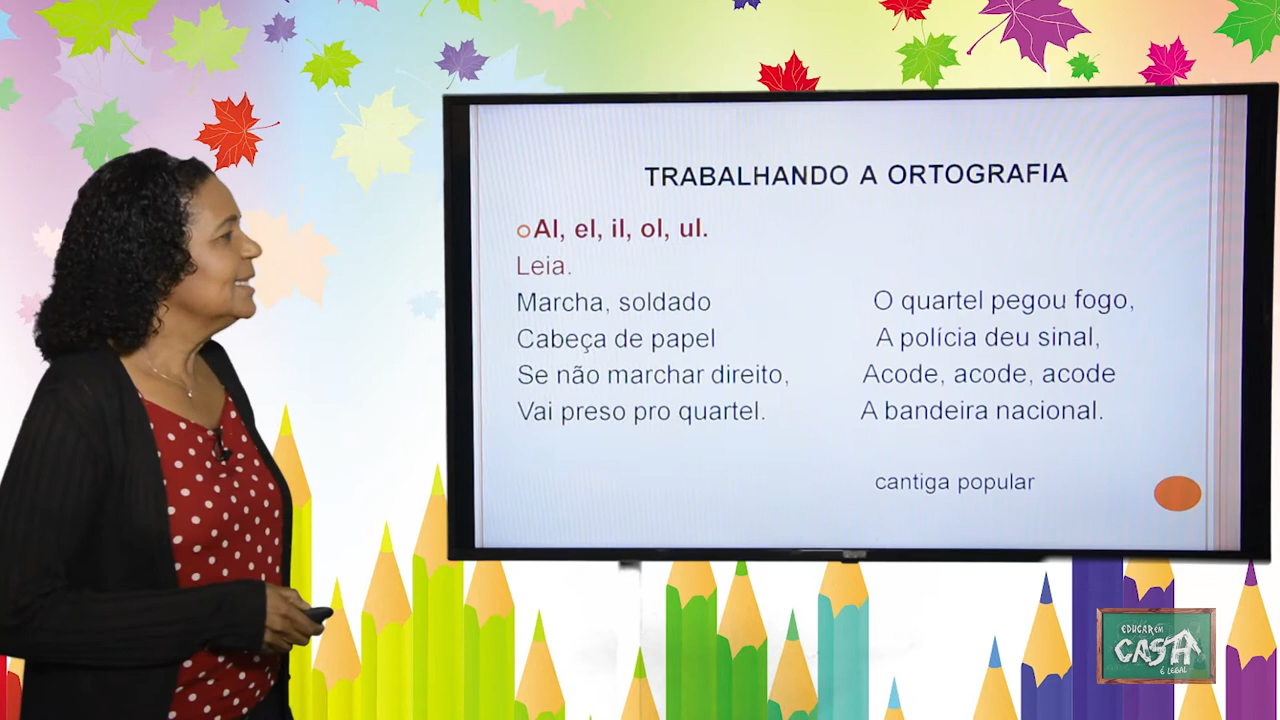 TRABALHANDO A ORTOGRAFIA
Al, el, il, ol, ul.
Leia.
Marcha, soldado
Cabeça de papel
Se não marchar direito,
Vai preso pro quartel.
O quartel pegou fogo,
A polícia deu sinal,
Acode, acode, acode
A bandeira nacional.
cantiga popular
EDUCAR EM
CASA
É LEGAL